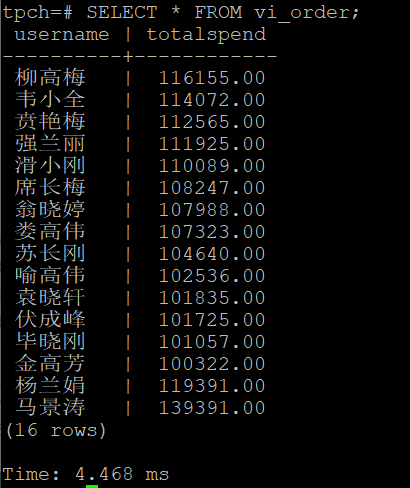 tpch=# SELECT * FROM vi_order;
username | totalspend
----------+------------
柳高梅 | 116155.00
韦小全 | 114072.00
贲艳梅 | 112565.00
强兰丽 | 111925.00
滑小刚 | 110089.00
席长梅 | 108247.00
翁晓婷 | 107988.00
娄高伟 | 107323.00
苏长刚 | 104640.00
喻高伟 | 102536.00
袁晓轩 | 101835.00
伏成峰 | 101725.00
毕晓刚 | 101057.00
金高芳 | 100322.00
杨兰娟 | 119391.00
马景涛 | 139391.00
(16 rows)
Time: 4.468 ms